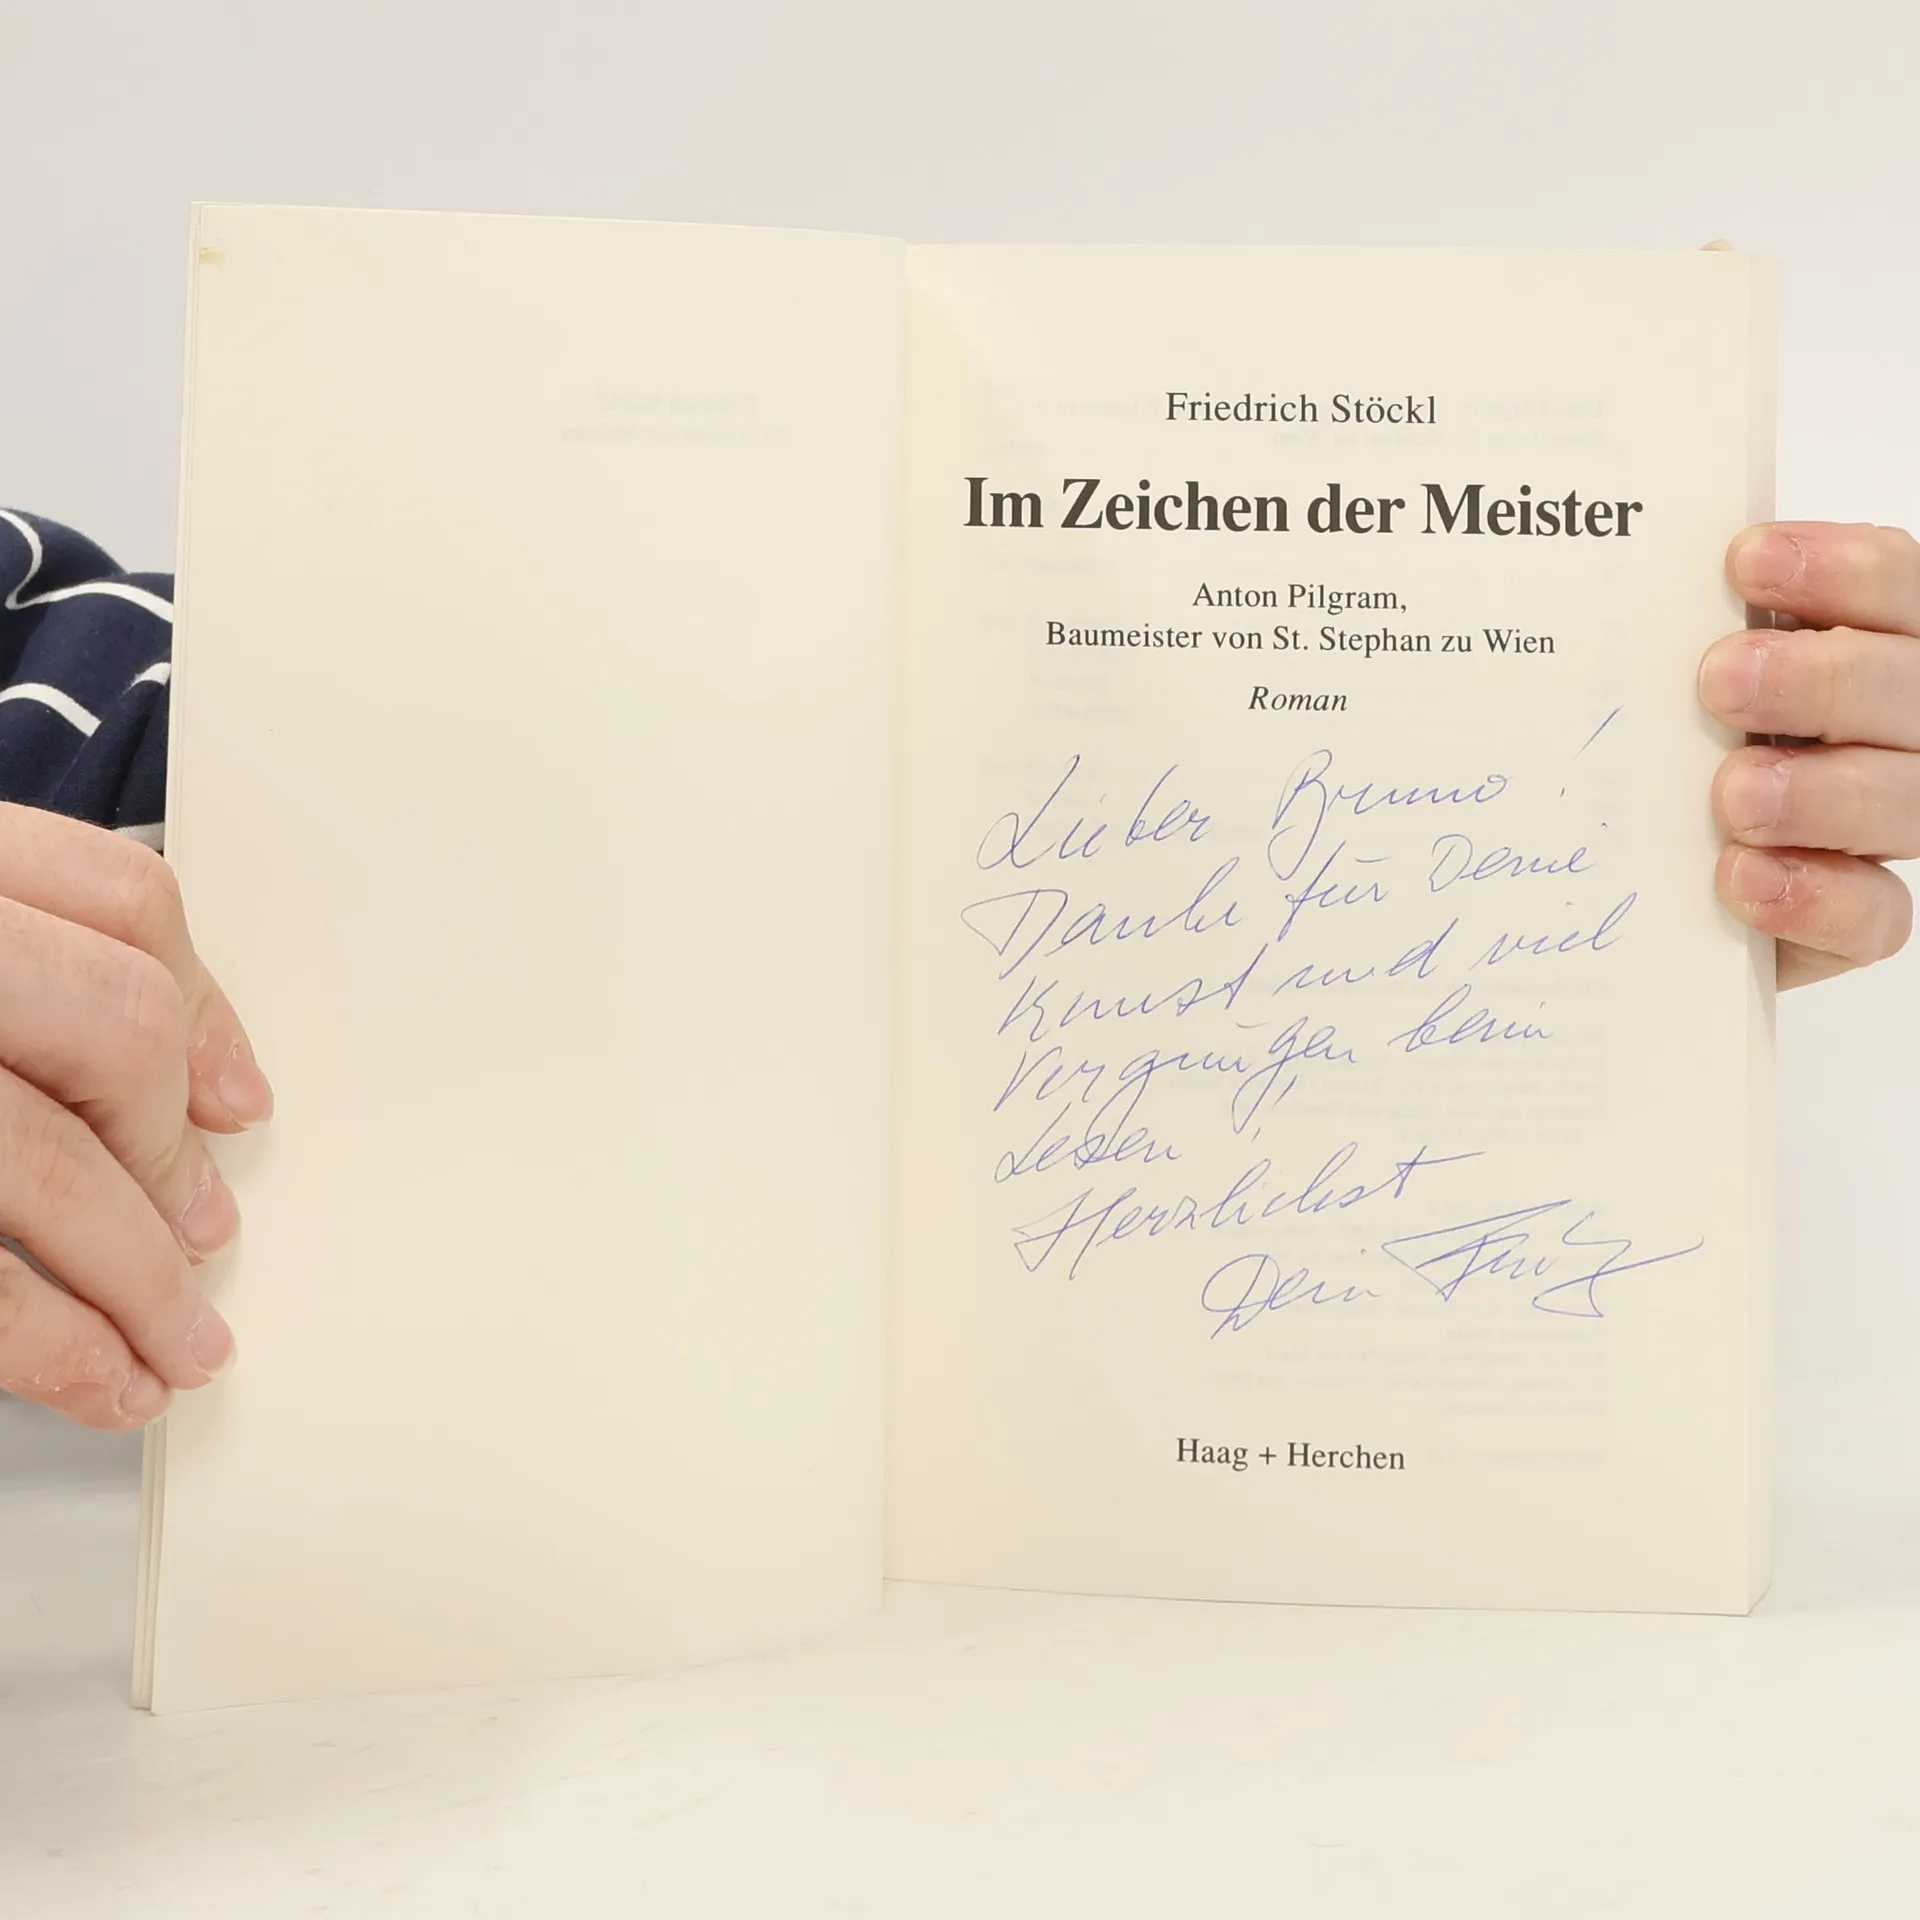 Friedrich Stöckl
Im Zeichen der Meister
Anton Pilgram,
Baumeister von St. Stephan zu Wien
Roman
Lieber Bruno!
Danke für Deine
Kunst und viel
Vergnügen beim
Lesen!
Herzlichst
Dein Fritz
Haag + Herchen